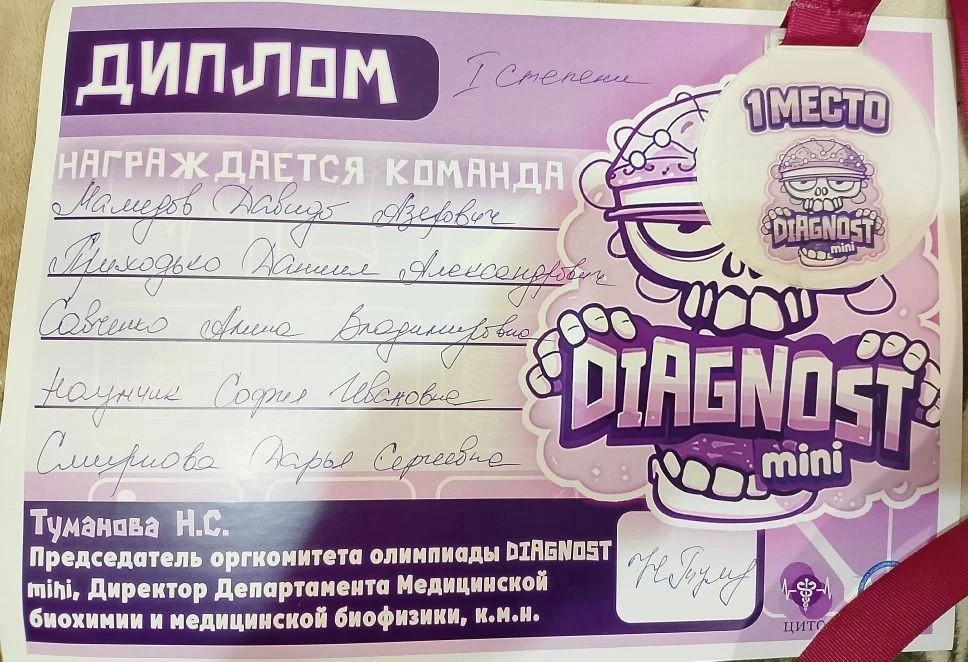 ДИПЛОМ
I степени
1 МЕСТО
DIAGNOST
mini
НАГРАЖДАЕТСЯ КОМАНДА
Мамедов Давид Азерович
Приходько Даниил Александрович
Савченко Алина Владимировна
София Ивановна
Смирнова Дарья Сергеевна
DIAGNOST
mini
Туманова Н.С.
Председатель оргкомитета олимпиады DIAGNOST
mini, Директор Департамента Медицинской
биохимии и медицинской биофизики, к.м.н.
ЦИТО